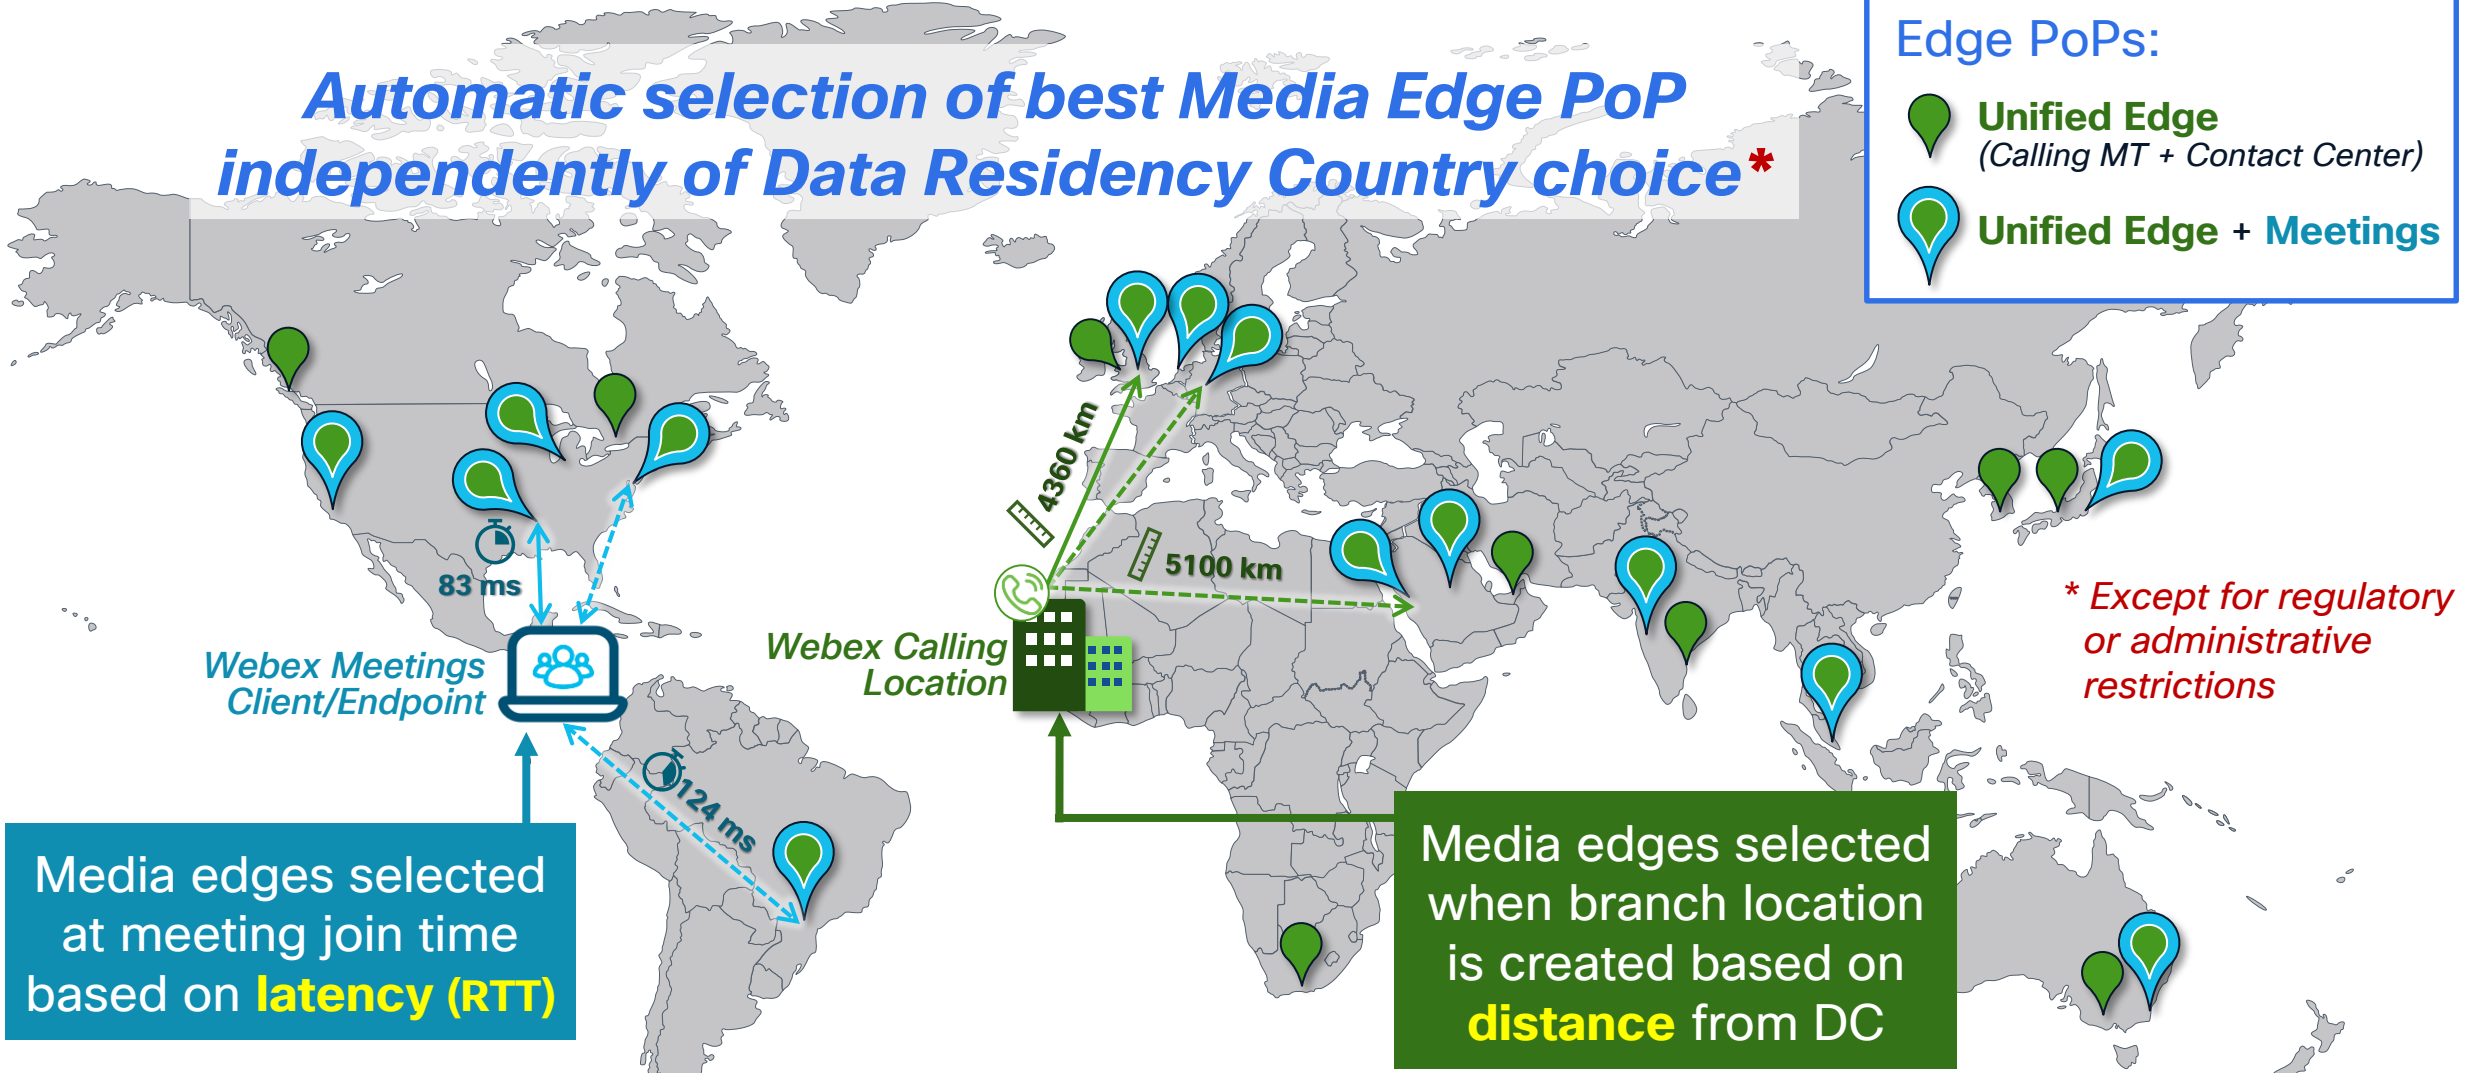 Automatic selection of best Media Edge PoP
independently of Data Residency Country choice*
Edge PoPs:
Unified Edge
(Calling MT + Contact Center)
Unified Edge + Meetings
4360 km
5100 km
83 ms
124 ms
Webex Meetings
Client/Endpoint
Webex Calling
Location
* Except for regulatory
or administrative
restrictions
Media edges selected
at meeting join time
based on latency (RTT)
Media edges selected
when branch location
is created based on
distance from DC